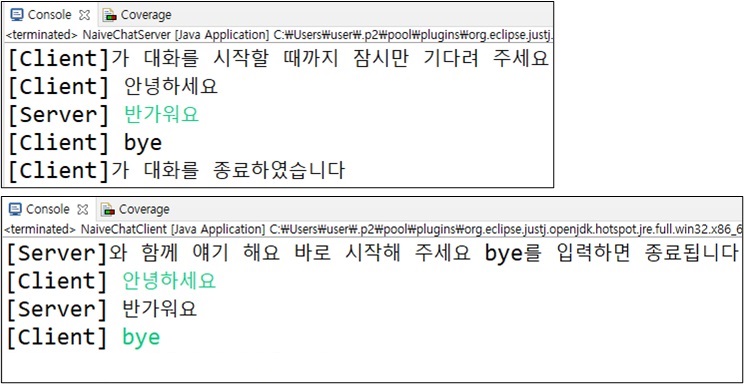 Console Coverage
<terminated> NaiveChatServer [Java Application] C:₩Users₩user₩.p2₩pool₩plugins₩org.eclipse.justj.
[Client]가 대화를 시작할 때까지 잠시만 기다려 주세요
[Client] 안녕하세요
[Server] 반가워요
[Client] bye
[Client]가 대화를 종료하였습니다
Console Coverage
<terminated> NaiveChatClient [Java Application] C:₩Users₩user₩.p2₩pool₩plugins₩org.eclipse.justj.openjdk.hotspot.jre.full.win32.x86_6
[Server]와 함께 얘기 해요 바로 시작해 주세요 bye를 입력하면 종료됩니다
[Client] 안녕하세요
[Server] 반가워요
[Client] bye